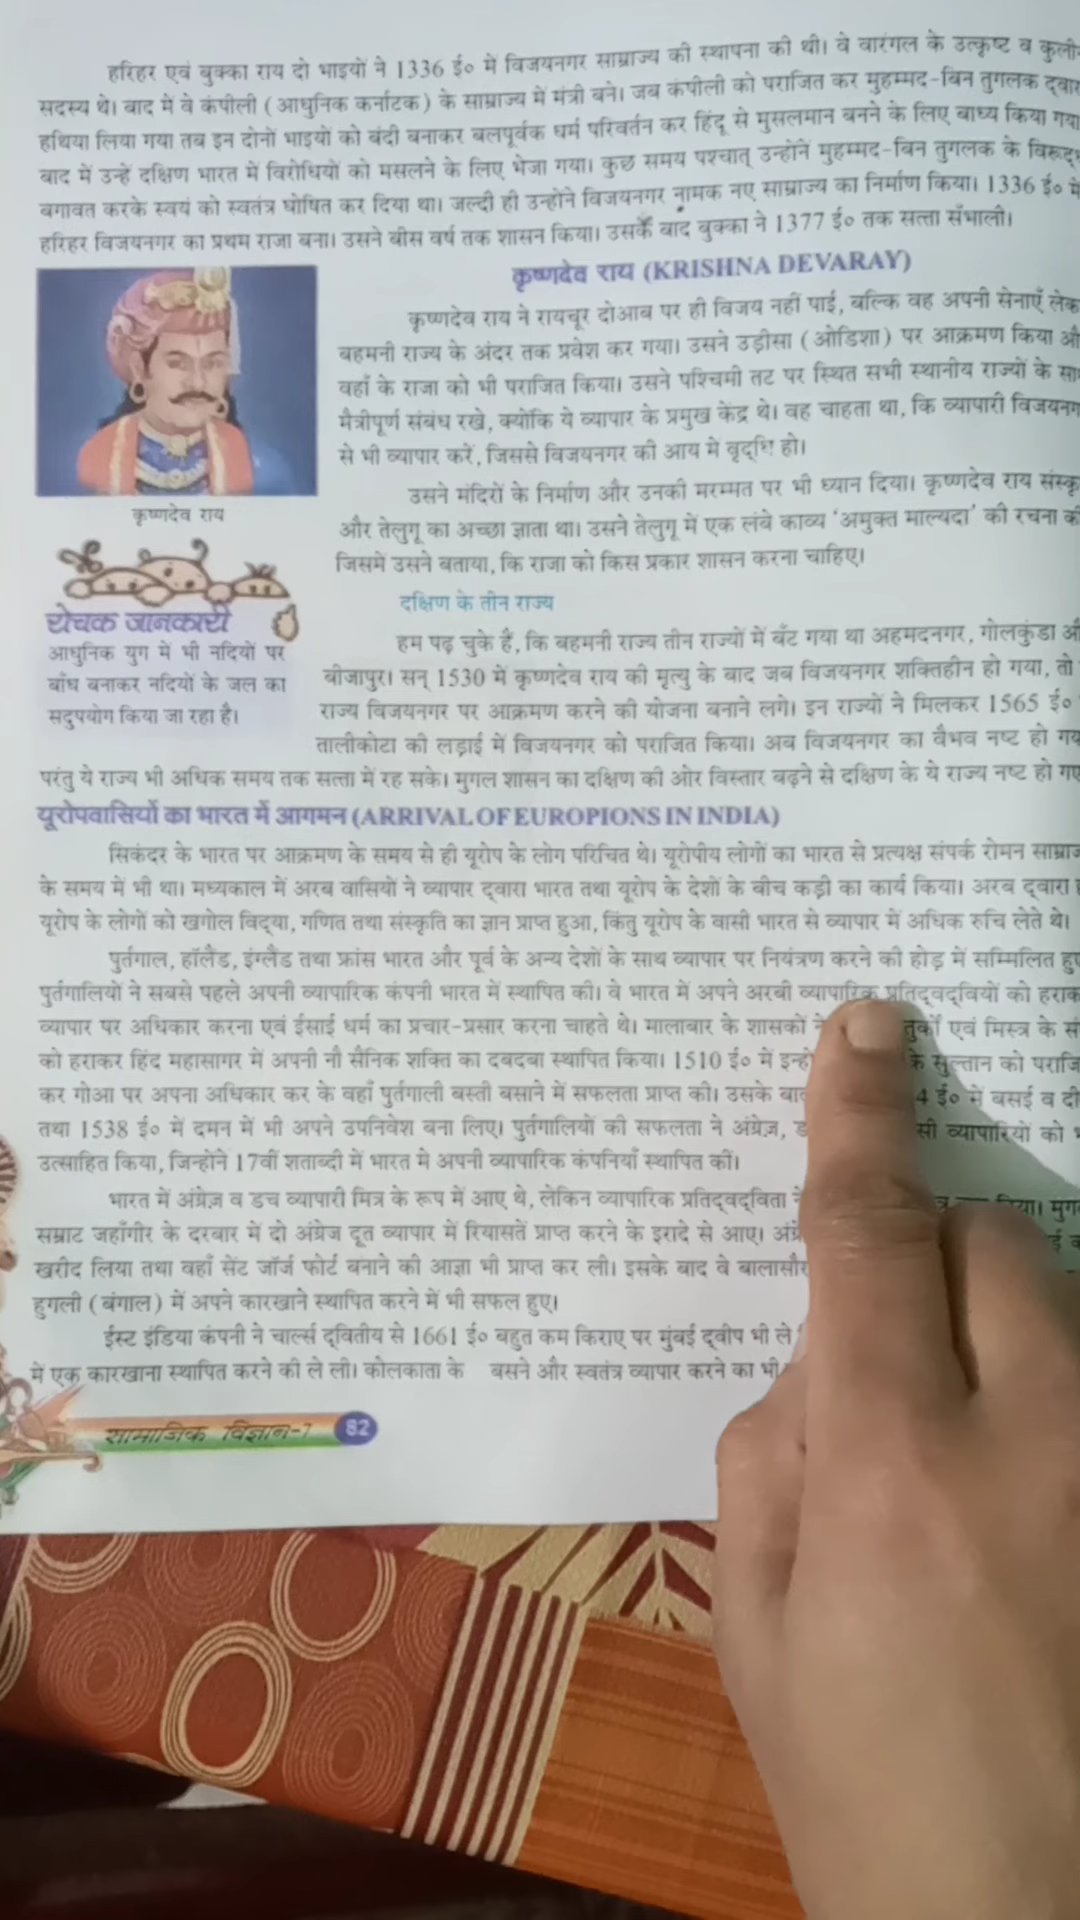 हरिहर एवं बुक्का राय दो भाइयों ने 1336 ई० में विजयनगर साम्राज्य की स्थापना की थी। वे वारंगल के उत्कृष्ट व
सदस्य थे। बाद में वे कंपीली (आधुनिक कर्नाटक) के साम्राज्य में मंत्री बने। जब कंपीली को पराजित कर मुहम्मद-बिन तुगलक
हथिया लिया गया तब इन दोनों भाइयों को बंदी बनाकर बलपूर्वक धर्म परिवर्तन कर हिंदू से मुसलमान बनने के लिए बाध्य किया गया
बाद में उन्हें दक्षिण भारत में विरोधियों को मसलने के लिए भेजा गया। कुछ समय पश्चात् उन्होंने मुहम्मद-बिन तुगलक के
बगावत करके स्वयं को स्वतंत्र घोषित कर दिया था। जल्दी ही उन्होंने विजयनगर नामक नए साम्राज्य का निर्माण किया। 1336 ई०
हरिहर विजयनगर का प्रथम राजा बना। उसने बीस वर्ष तक शासन किया। उसके बाद बुक्का ने 1377 ई० तक सत्ता सँभाली।
कृष्णदेव राय (KRISHNA DEVARAY)
कृष्णदेव राय ने रायचूर दोआब पर ही विजय नहीं पाई, बल्कि वह अपनी सेनाएँ
बहमनी राज्य के अंदर तक प्रवेश कर गया। उसने उड़ीसा (ओडिशा) पर आक्रमण किया
वहाँ के राजा को भी पराजित किया। उसने पश्चिमी तट पर स्थित सभी स्थानीय राज्यों के
मैत्रीपूर्ण संबंध रखे, क्योंकि ये व्यापार के प्रमुख केंद्र थे। वह चाहता था, कि व्यापारी
से भी व्यापार करें, जिससे विजयनगर की आय में वृद्धि हो।
उसने मंदिरों के निर्माण और उनकी मरम्मत पर भी ध्यान दिया। कृष्णदेव राय
और तेलुगू का अच्छा ज्ञाता था। उसने तेलुगू में एक लंबे काव्य 'अमुक्त माल्यदा' की रचना
जिसमें उसने बताया, कि राजा को किस प्रकार शासन करना चाहिए।
कृष्णदेव राय
रोचक जानकारी
आधुनिक युग में भी नदियों पर
बाँध बनाकर नदियों के जल का
सदुपयोग किया जा रहा है।
दक्षिण के तीन राज्य
हम पढ़ चुके हैं, कि बहमनी राज्य तीन राज्यों में बँट गया था अहमदनगर, गोलकुंडा
बीजापुर। सन् 1530 में कृष्णदेव राय की मृत्यु के बाद जब विजयनगर शक्तिहीन हो गया, तो
राज्य विजयनगर पर आक्रमण करने की योजना बनाने लगे। इन राज्यों ने मिलकर 1565 ई०
तालीकोटा की लड़ाई में विजयनगर को पराजित किया। अब विजयनगर का वैभव नष्ट हो
परंतु ये राज्य भी अधिक समय तक सत्ता में रह सके। मुगल शासन का दक्षिण की ओर विस्तार बढ़ने से दक्षिण के ये राज्य नष्ट हो गए
यूरोपवासियों का भारत में आगमन (ARRIVAL OF EUROPIONS IN INDIA)
सिकंदर के भारत पर आक्रमण के समय से ही यूरोप के लोग परिचित थे। यूरोपीय लोगों का भारत से प्रत्यक्ष संपर्क रोमन
के समय में भी था। मध्यकाल में अरब वासियों ने व्यापार द्वारा भारत तथा यूरोप के देशों के बीच कड़ी का कार्य किया। अरब द्वारा
यूरोप के लोगों को खगोल विद्या, गणित तथा संस्कृति का ज्ञान प्राप्त हुआ, किंतु यूरोप के वासी भारत से व्यापार में अधिक रुचि लेते थे।
पुर्तगाल, हॉलैंड, इंग्लैंड तथा फ्रांस भारत और पूर्व के अन्य देशों के साथ व्यापार पर नियंत्रण करने की होड़ में सम्मिलित
पुर्तगालियों ने सबसे पहले अपनी व्यापारिक कंपनी भारत में स्थापित की। वे भारत में अपने अरबी व्यापारिक प्रतिद्वद्वियों को
व्यापार पर अधिकार करना एवं ईसाई धर्म का प्रचार-प्रसार करना चाहते थे। मालाबार के शासकों ने तुर्कों एवं मिस्त्र के
को हराकर हिंद महासागर में अपनी नौ सैनिक शक्ति का दबदबा स्थापित किया। 1510 ई० में के सुल्तान को
कर गोआ पर अपना अधिकार कर के वहाँ पुर्तगाली बस्ती बसाने में सफलता प्राप्त की। उसके ई० में बसई व
तथा 1538 ई० में दमन में भी अपने उपनिवेश बना लिए। पुर्तगालियों की सफलता ने अंग्रेज़, व्यापारियों को
उत्साहित किया, जिन्होंने 17वीं शताब्दी में भारत मे अपनी व्यापारिक कंपनियाँ स्थापित कीं।
भारत में अंग्रेज़ व डच व्यापारी मित्र के रूप में आए थे, लेकिन व्यापारिक प्रतिद्वद्विता ने
सम्राट जहाँगीर के दरबार में दो अंग्रेज दूत व्यापार में रियासतें प्राप्त करने के इरादे से आए।
खरीद लिया तथा वहाँ सेंट जॉर्ज फोर्ट बनाने की आज्ञा भी प्राप्त कर ली। इसके बाद वे
हुगली (बंगाल) में अपने कारखाने स्थापित करने में भी सफल हुए।
ईस्ट इंडिया कंपनी ने चार्ल्स द्वितीय से 1661 ई० बहुत कम किराए पर मुंबई द्वीप भी ले
में एक कारखाना स्थापित करने की ले ली। कोलकाता के बसने और स्वतंत्र व्यापार करने का भी
सामाजिक विज्ञान-7 82